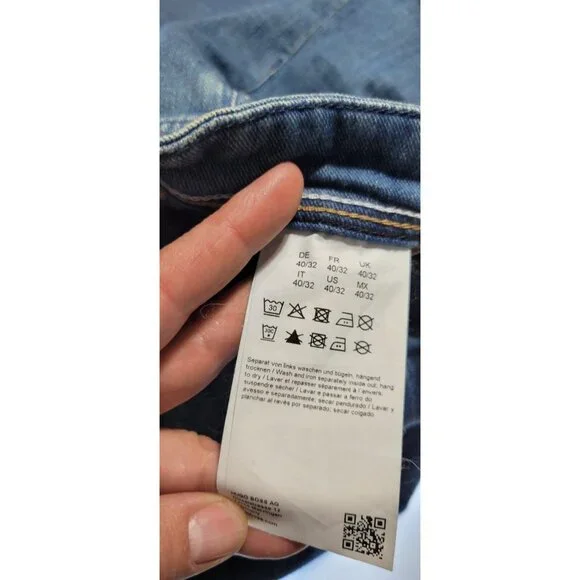 DE FR UK
40/32 40/32 40/32
IT US MX
40/32 40/32 40/32
30
Separat von links waschen und bügeln, hängend
trocknen / Wash and iron separately inside out, hang
to dry / Laver et repasser séparément à l'envers,
suspendre sécher / Lavar e passar a ferro do
avesso e separadamente; secar pendurado / Lavar y
planchar al revés por separado; secar colgado.
HUGO BOSS AG